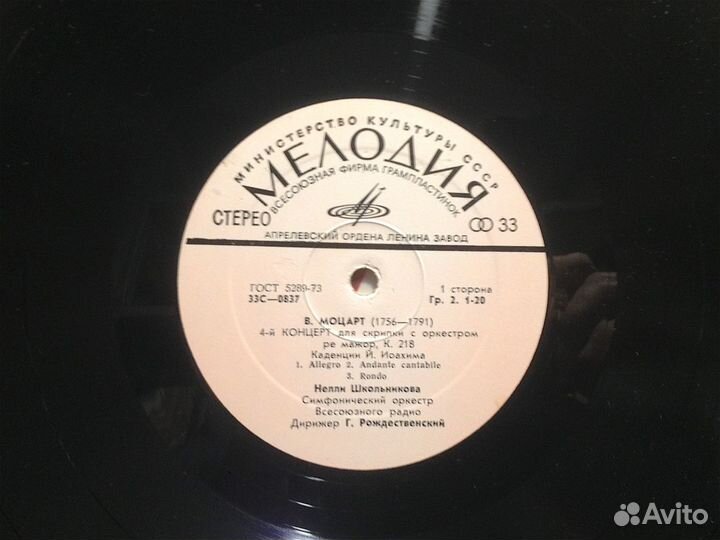 МИНИСТЕРСТВО КУЛЬТУРЫ СССР
МЕЛОДИЯ
ВСЕСОЮЗНАЯ ФИРМА ГРАМПЛАСТИНОК
СТЕРЕО
33
АПРЕЛЕВСКИЙ ОРДЕНА ЛЕНИНА ЗАВОД
ГОСТ 5289-73
1 сторона
33С—0837
Гр. 2. 1-20
В. МОЦАРТ (1756—1791)
4-й КОНЦЕРТ для скрипки с оркестром
ре мажор, К. 218
Каденции Й. Иоахима
1. Allegro 2. Andante cantabile
3. Rondo
Нелли Школьникова
Симфонический оркестр
Всесоюзного радио
Дирижер Г. Рождественский
Avito